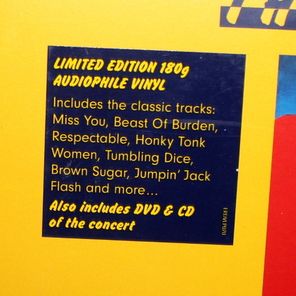 LIMITED EDITION 180g
AUDIOPHILE VINYL
Includes the classic tracks:
Miss You, Beast Of Burden,
Respectable, Honky Tonk
Women, Tumbling Dice,
Brown Sugar, Jumpin' Jack
Flash and more...
Also includes DVD & CD
of the concert